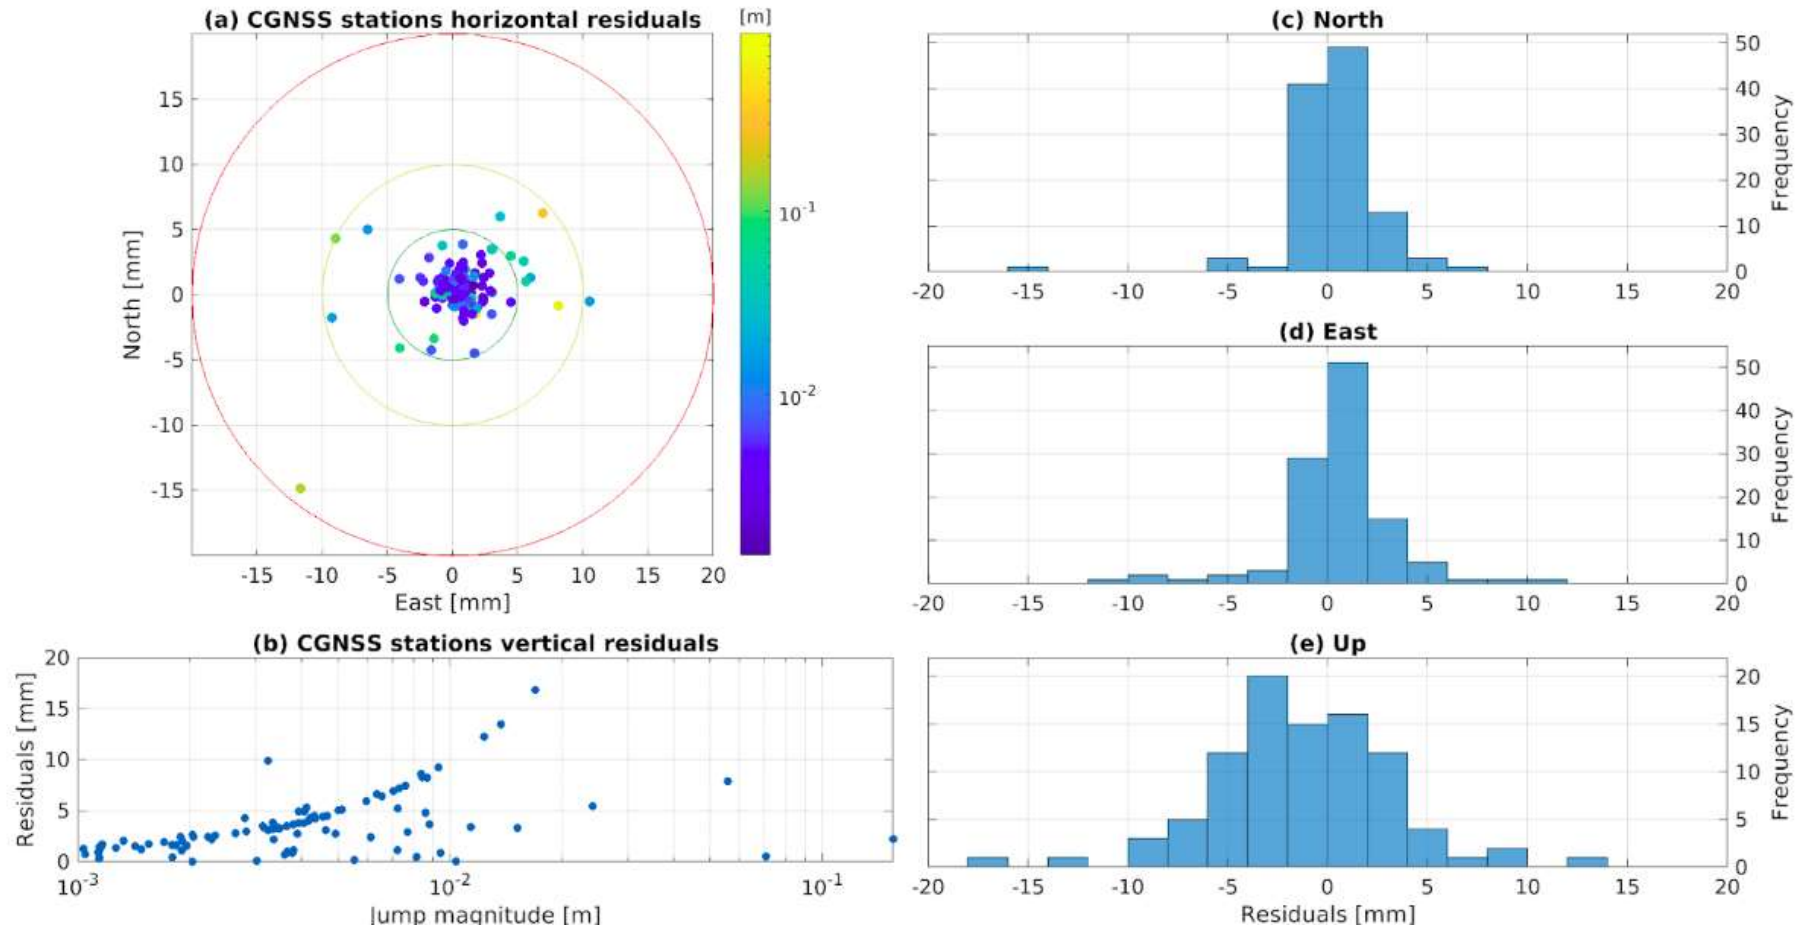 (a) CGNSS stations horizontal residuals
[m]
15
10
5
0
-5
-10
-15
North [mm]
-15 -10 -5 0 5 10 15 20
East [mm]
10-1
10-2
(b) CGNSS stations vertical residuals
20
15
10
5
0
Residuals [mm]
10-3 10-2 10-1
Jump magnitude [m]
(c) North
50
40
30
20
10
0
Frequency
-20 -15 -10 -5 0 5 10 15 20
(d) East
50
40
30
20
10
0
Frequency
-20 -15 -10 -5 0 5 10 15 20
(e) Up
20
15
10
5
0
Frequency
-20 -15 -10 -5 0 5 10 15 20
Residuals [mm]